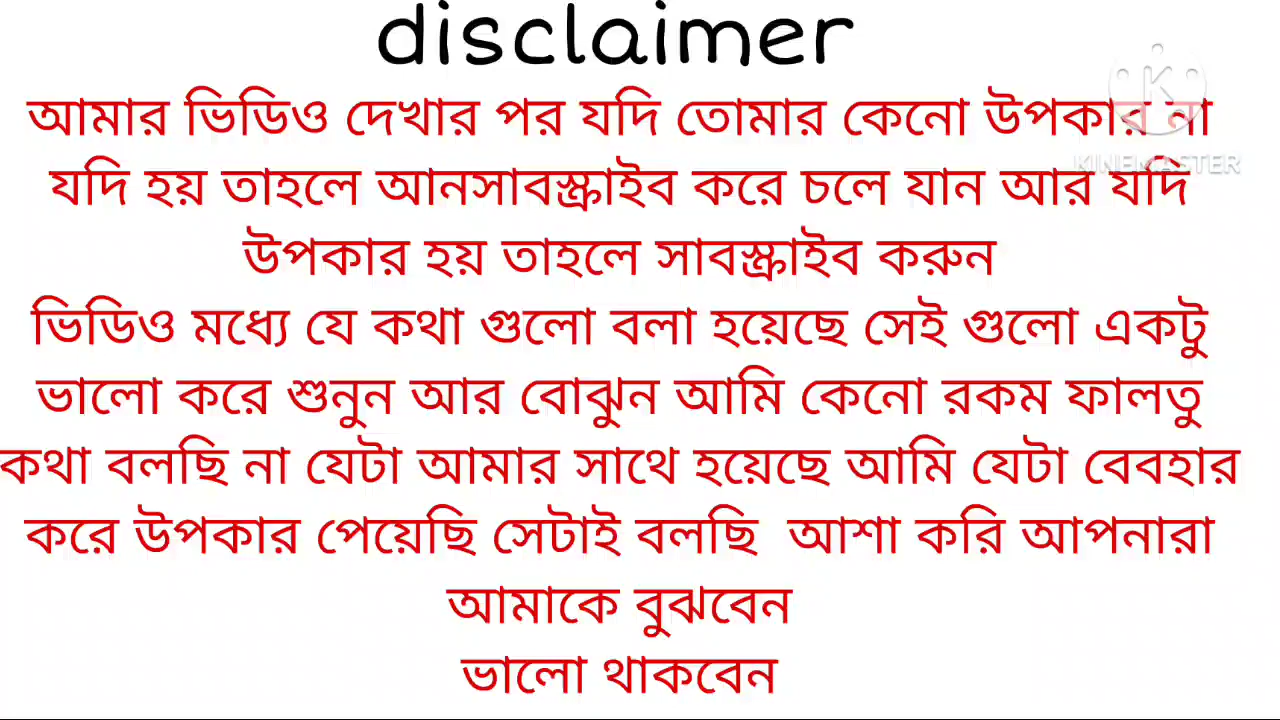 disclaimer
আমার ভিডিও দেখার পর যদি তোমার কেনো উপকার না
যদি হয় তাহলে আনসাবস্ক্রাইব করে চলে যান আর যদি
উপকার হয় তাহলে সাবস্ক্রাইব করুন
ভিডিও মধ্যে যে কথা গুলো বলা হয়েছে সেই গুলো একটু
ভালো করে শুনুন আর বোঝুন আমি কেনো রকম ফালতু
কথা বলছি না যেটা আমার সাথে হয়েছে আমি যেটা বেবহার
করে উপকার পেয়েছি সেটাই বলছি আশা করি আপনারা
আমাকে বুঝবেন
ভালো থাকবেন
K
KINEMASTER